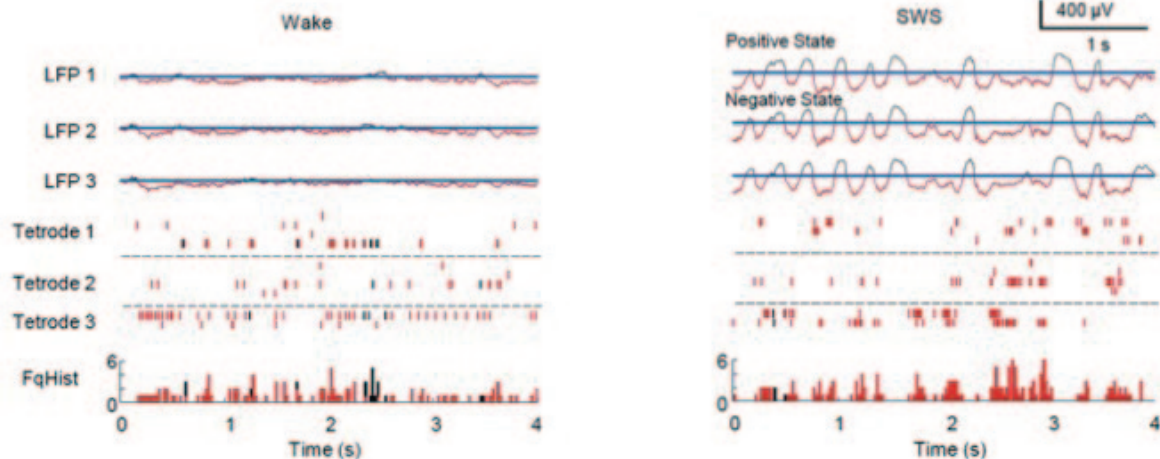 Wake
LFP 1
LFP 2
LFP 3
Tetrode 1
Tetrode 2
Tetrode 3
FqHist
6
0
0 1 2 3 4
Time (s)
SWS
400 µV
1 s
Positive State
Negative State
6
0
0 1 2 3 4
Time (s)